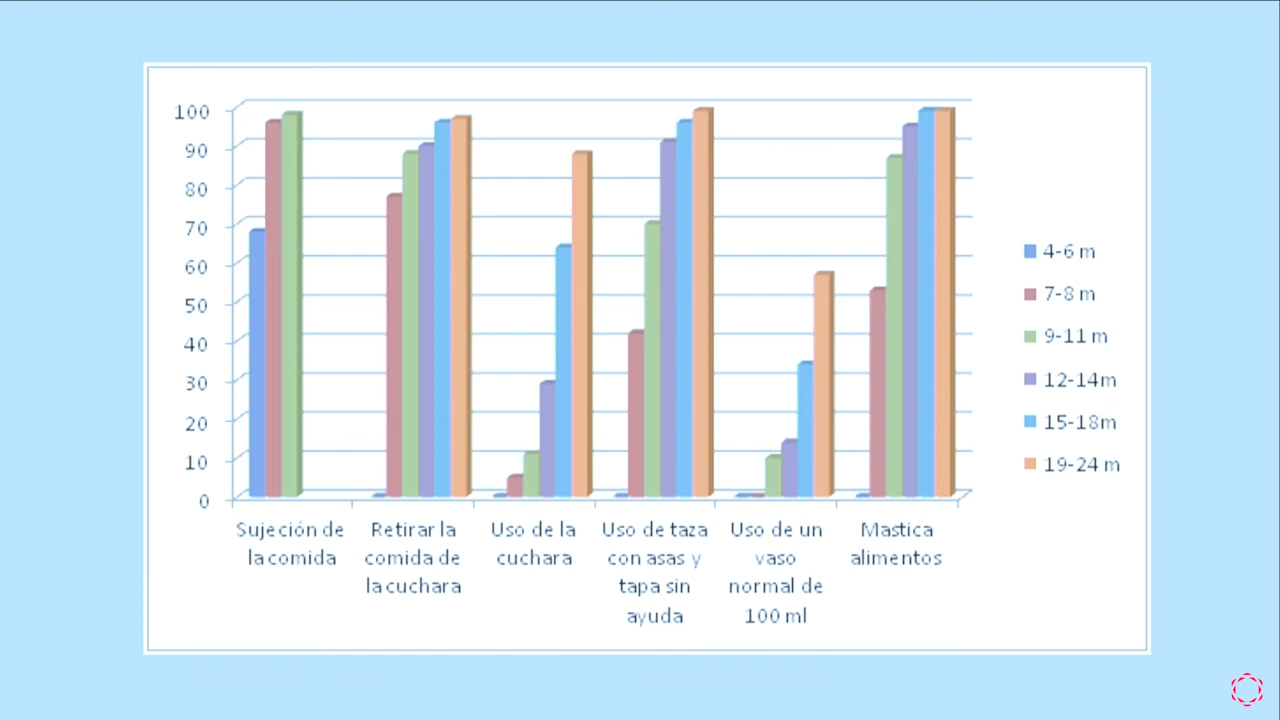 100
90
80
70
60
50
40
30
20
10
0
Sujeción de
la comida
Retirar la
comida de
la cuchara
Uso de la
cuchara
Uso de taza
con asas y
tapa sin
ayuda
Uso de un
vaso
normal de
100 ml
Mastica
alimentos
4-6 m
7-8 m
9-11 m
12-14m
15-18m
19-24 m